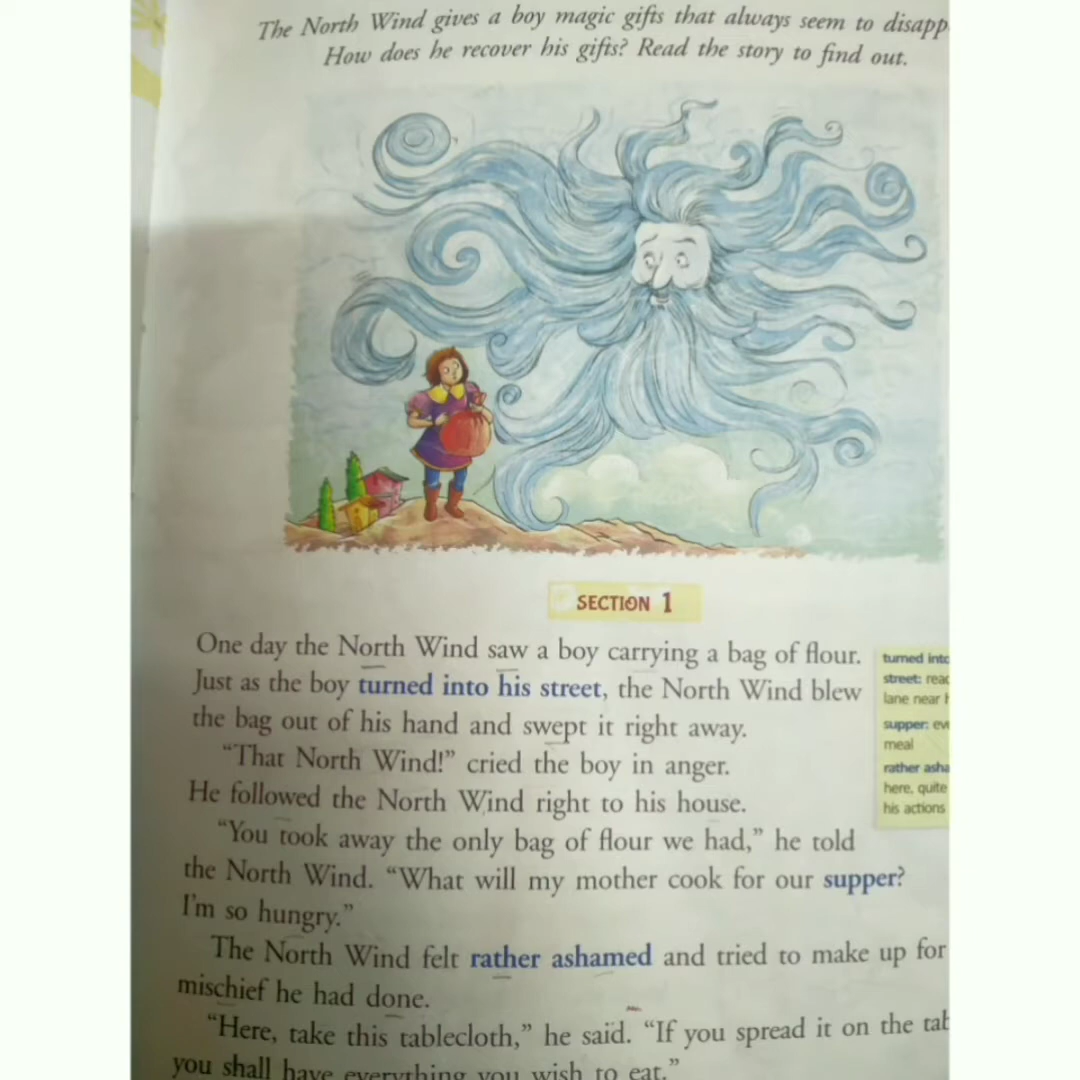 The North Wind gives a boy magic gifts that always seem to disapp
How does he recover his gifts? Read the story to find out.
SECTION 1
One day the North Wind saw a boy carrying a bag of flour.
Just as the boy turned into his street, the North Wind blew
the bag out of his hand and swept it right away.
“That North Wind!” cried the boy in anger.
He followed the North Wind right to his house.
“You took away the only bag of flour we had,” he told
the North Wind. “What will my mother cook for our supper?
I'm so hungry.”
The North Wind felt rather ashamed and tried to make up for
mischief he had done.
“Here, take this tablecloth,” he said. “If you spread it on the tab
you shall have everything you wish to eat.”
turned into
street: reac
lane near h
supper: eve
meal
rather asha
here, quite
his actions